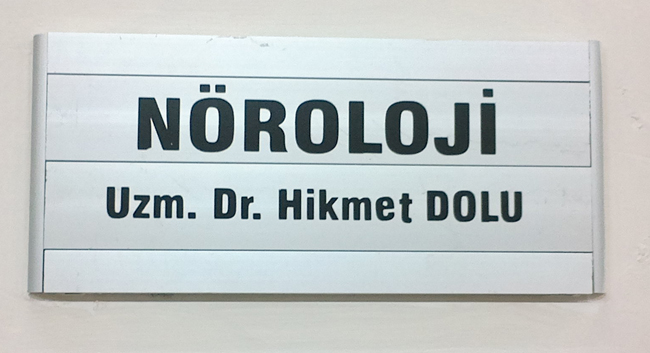 NÖROLOJİ
Uzm. Dr. Hikmet DOLU